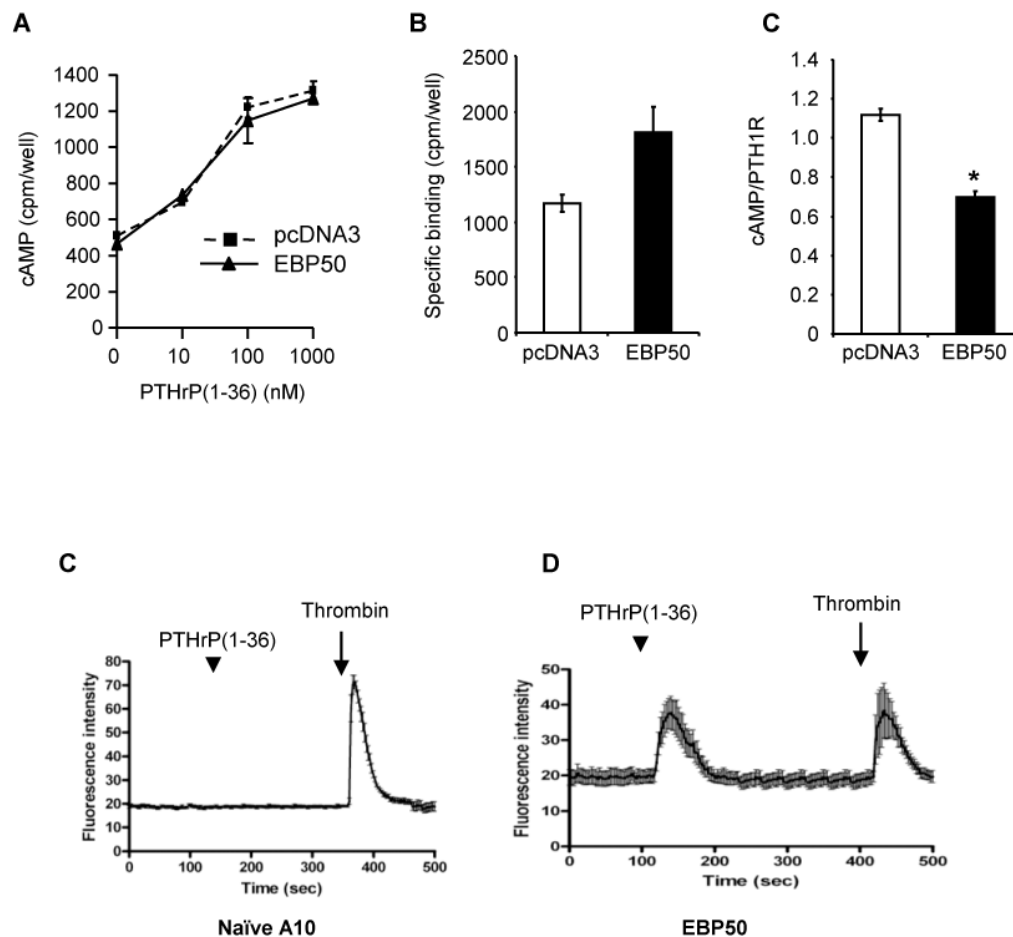 A
cAMP (cpm/well)
1400
1200
1000
800
600
400
200
0
0 10 100 1000
PTHrP(1-36) (nM)
pcDNA3
EBP50
B
Specific binding (cpm/well)
2500
2000
1500
1000
500
0
pcDNA3 EBP50
C
cAMP/PTH1R
1.4
1.2
1.0
0.8
0.6
0.4
0.2
0
*
pcDNA3 EBP50
C
PTHrP(1-36)
Thrombin
Fluorescence intensity
80
70
60
50
40
30
20
10
0
0 100 200 300 400 500
Time (sec)
Naïve A10
D
PTHrP(1-36)
Thrombin
Fluorescence intensity
50
40
30
20
10
0
0 100 200 300 400 500
Time (sec)
EBP50